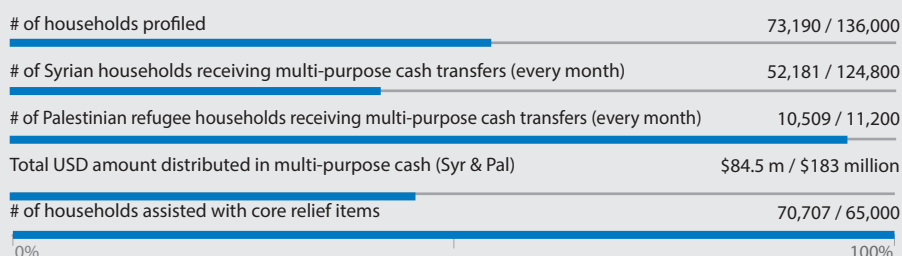 # of households profiled 73,190 / 136,000
# of Syrian households receiving multi-purpose cash transfers (every month) 52,181 / 124,800
# of Palestinian refugee households receiving multi-purpose cash transfers (every month) 10,509 / 11,200
Total USD amount distributed in multi-purpose cash (Syr & Pal) $84.5 m / $183 million
# of households assisted with core relief items 70,707 / 65,000
0% 100%